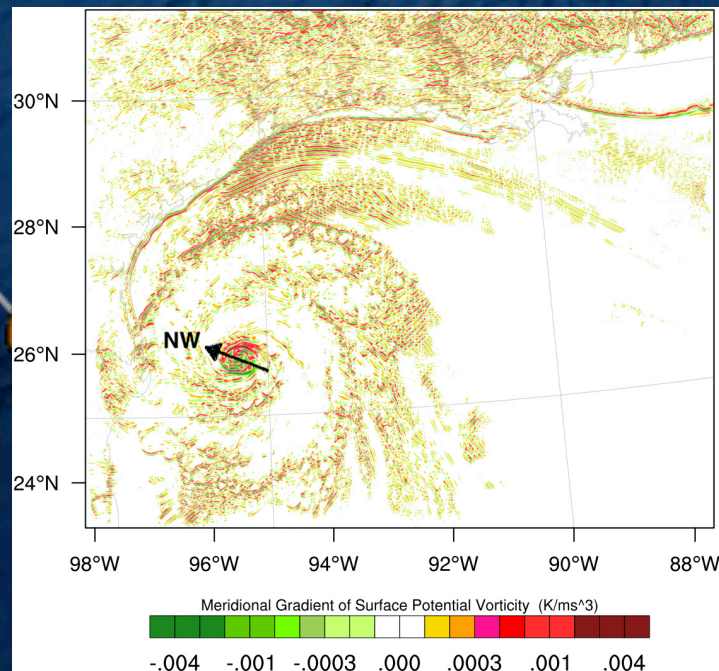 30°N
28°N
NW
26°N
24°N
98°W 96°W 94°W 92°W 90°W 88°W
Meridional Gradient of Surface Potential Vorticity (K/ms^3)
-.004 -.001 -.0003 .000 .0003 .001 .004